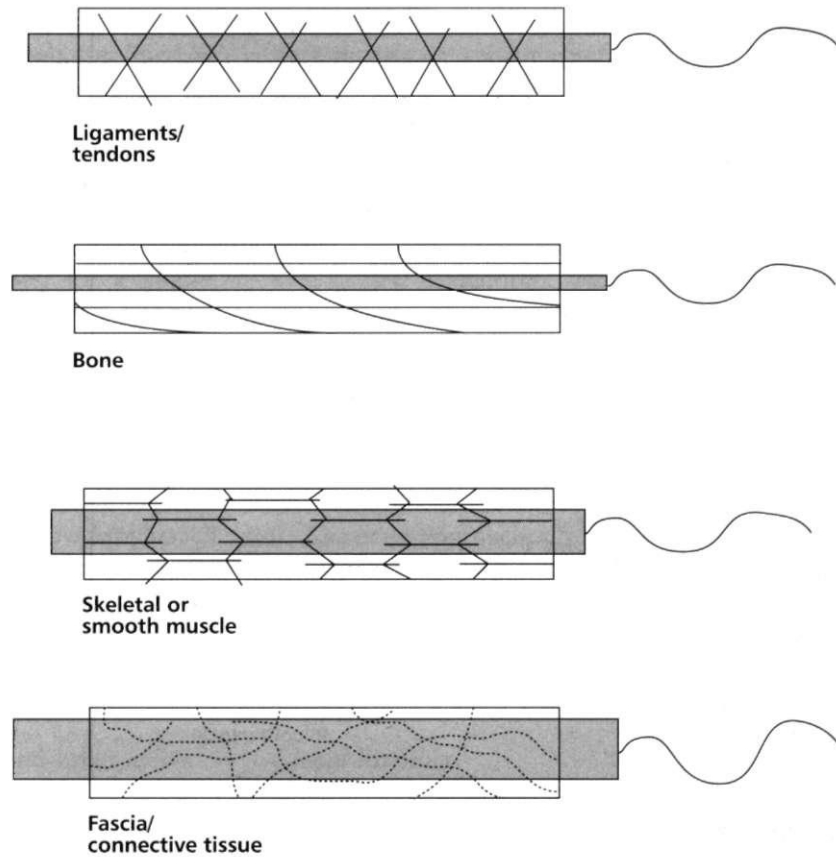 Ligaments/
tendons
Bone
Skeletal or
smooth muscle
Fascia/
connective tissue